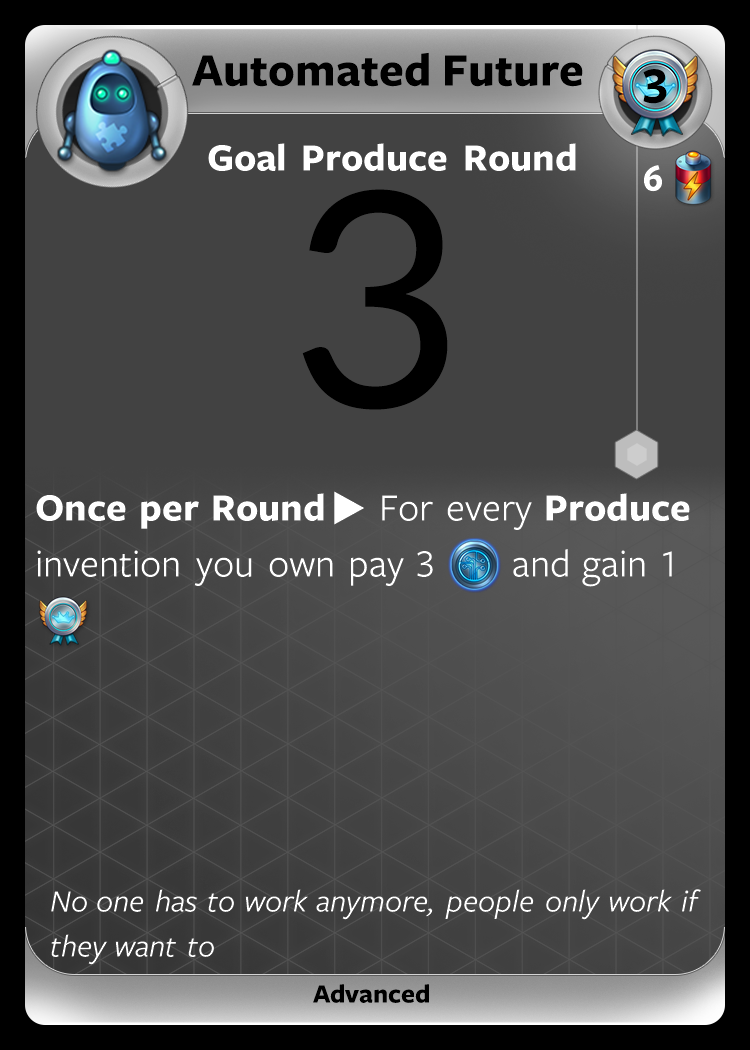 Automated Future
3
Goal Produce Round
6
3
Once per Round▶ For every Produce
invention you own pay 3 and gain 1
No one has to work anymore, people only work if
they want to
Advanced